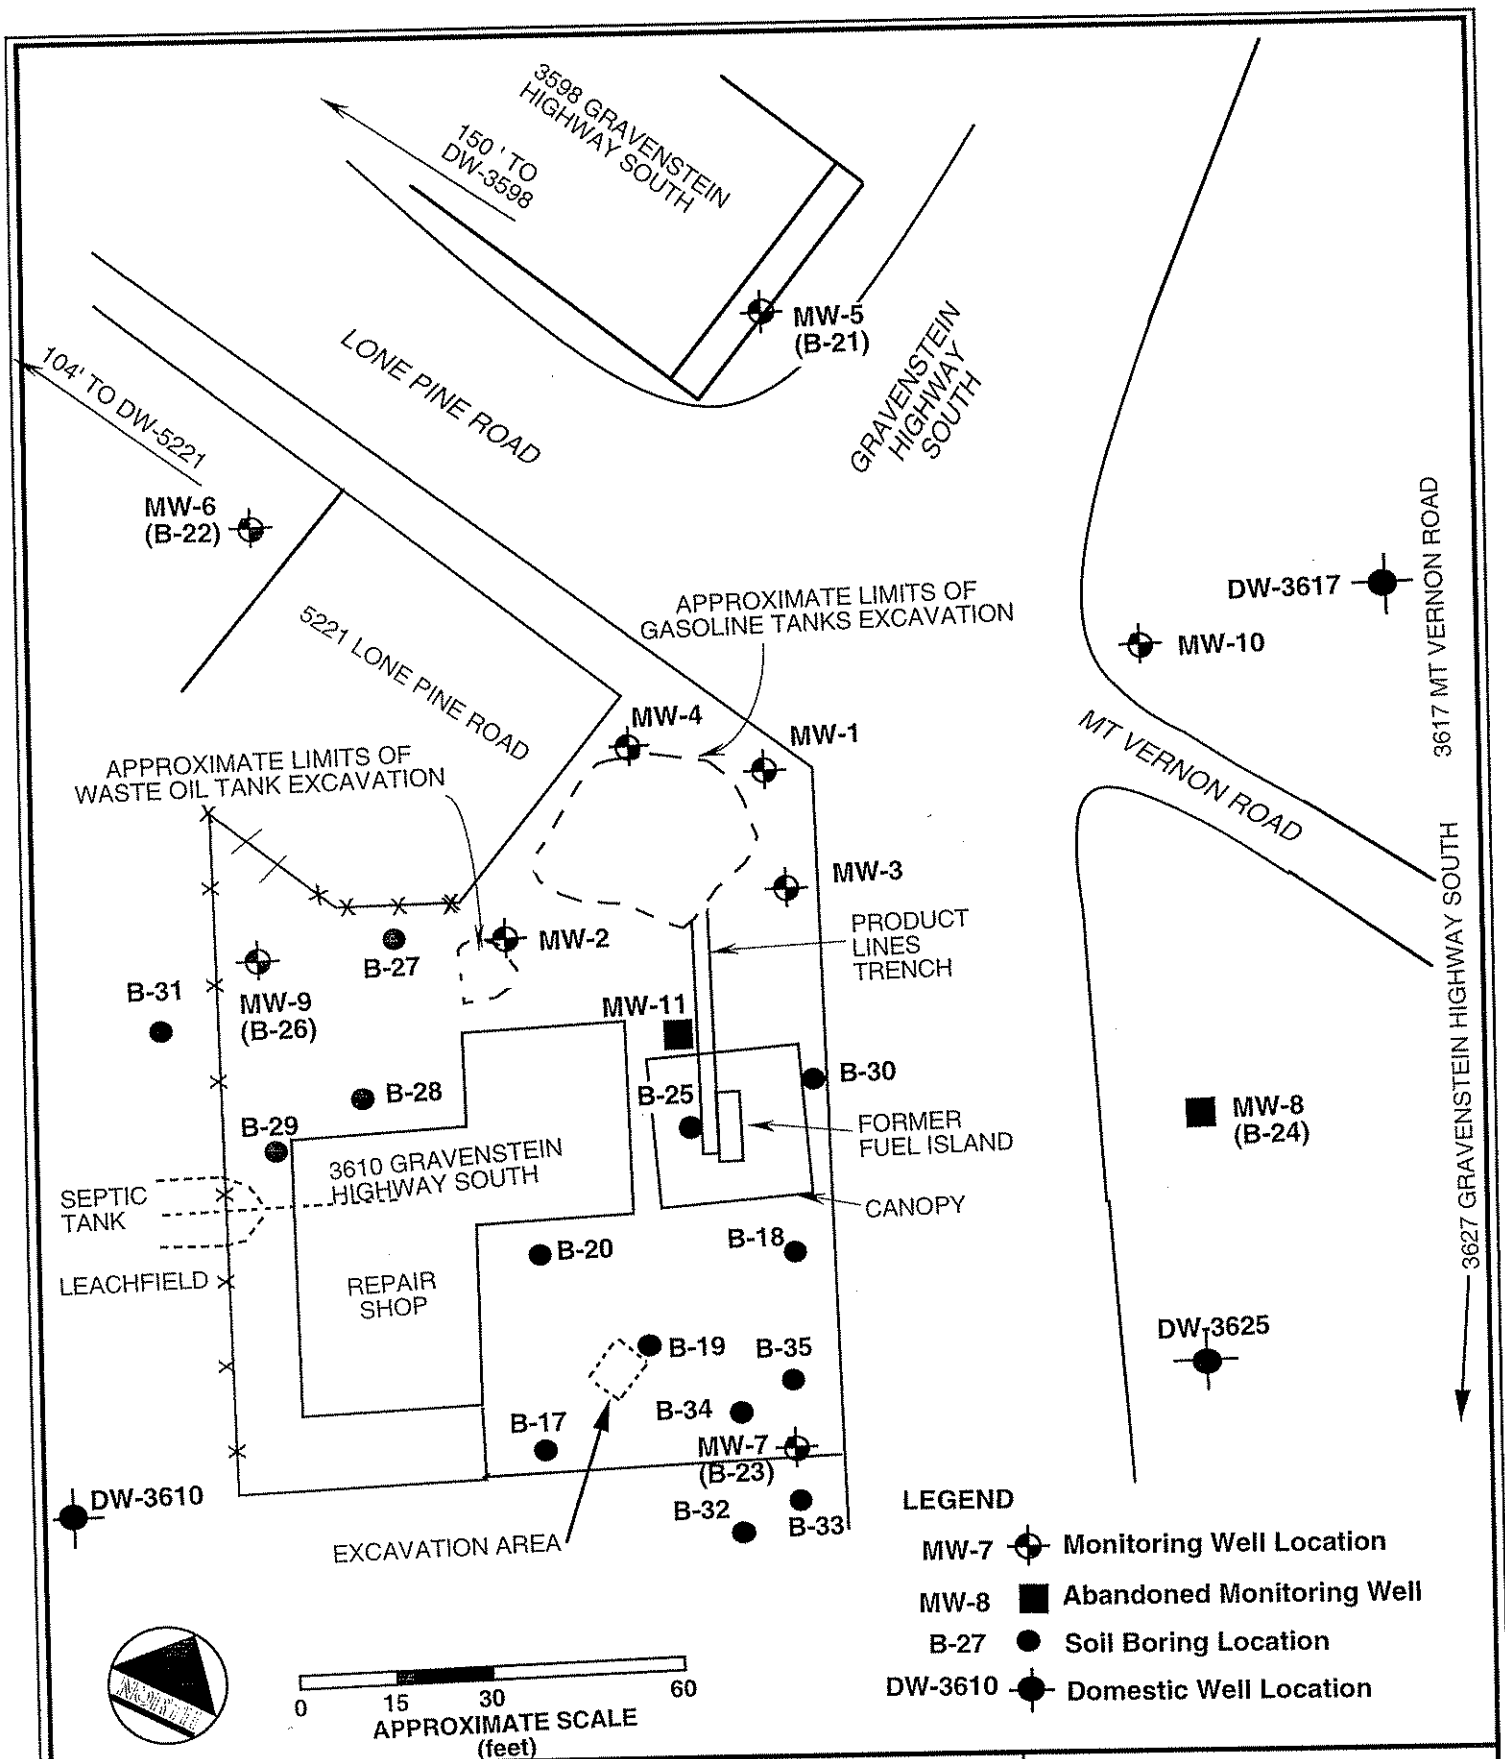 3598 GRAVENSTEIN
HIGHWAY SOUTH
150 ' TO
DW-3598
MW-5
(B-21)
GRAVENSTEIN
HIGHWAY
SOUTH
LONE PINE ROAD
104' TO DW-5221
MW-6
(B-22)
5221 LONE PINE ROAD
APPROXIMATE LIMITS OF
GASOLINE TANKS EXCAVATION
DW-3617
3617 MT VERNON ROAD
MW-10
MT VERNON ROAD
MW-4
MW-1
APPROXIMATE LIMITS OF
WASTE OIL TANK EXCAVATION
MW-3
PRODUCT
LINES
TRENCH
MW-2
B-27
B-31
MW-9
(B-26)
MW-11
B-30
B-28
B-25
B-29
FORMER
FUEL ISLAND
MW-8
(B-24)
3627 GRAVENSTEIN HIGHWAY SOUTH
3610 GRAVENSTEIN
HIGHWAY SOUTH
SEPTIC
TANK
CANOPY
LEACHFIELD
REPAIR
SHOP
B-20
B-18
DW-3625
B-19
B-35
B-34
B-17
MW-7
(B-23)
DW-3610
B-32
B-33
EXCAVATION AREA
LEGEND
MW-7 Monitoring Well Location
MW-8 Abandoned Monitoring Well
B-27 Soil Boring Location
DW-3610 Domestic Well Location
NORTH
0 15 30 60
APPROXIMATE SCALE
(feet)